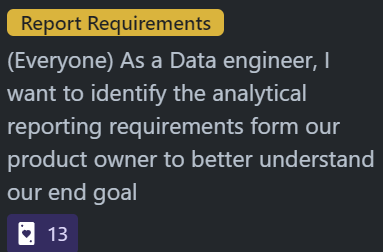 Report Requirements
(Everyone) As a Data engineer, I
want to identify the analytical
reporting requirements form our
product owner to better understand
our end goal
13